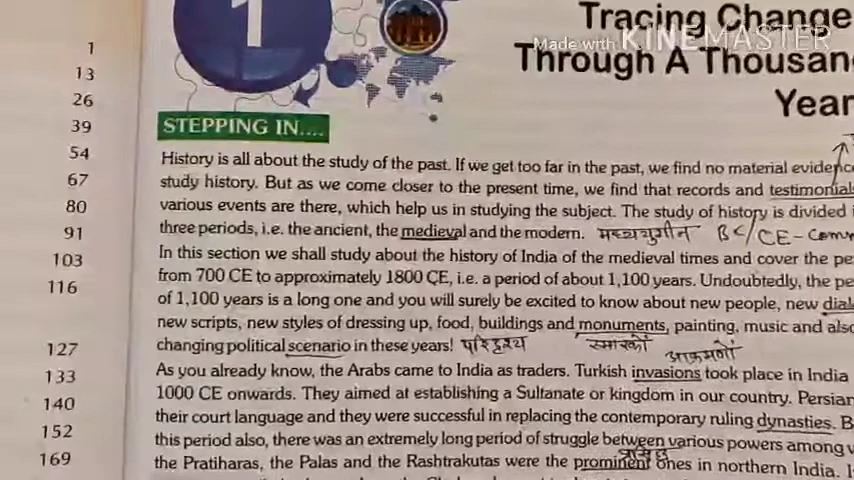 1
Tracing Change
Made with KINEMASTER
Through A Thousan
Year
1
13
26
39
54
67
80
91
103
116
127
133
140
152
169
STEPPING IN....
History is all about the study of the past. If we get too far in the past, we find no material evidenc
study history. But as we come closer to the present time, we find that records and testimonials
various events are there, which help us in studying the subject. The study of history is divided i
three periods, i.e. the ancient, the medieval and the modern. मध्ययुगीन BC/CE-Comm
In this section we shall study about the history of India of the medieval times and cover the pe
from 700 CE to approximately 1800 CE, i.e. a period of about 1,100 years. Undoubtedly, the pe
of 1,100 years is a long one and you will surely be excited to know about new people, new dial
new scripts, new styles of dressing up, food, buildings and monuments, painting, music and also
changing political scenario in these years! परिदृश्य स्मारकों आक्रमणों
As you already know, the Arabs came to India as traders. Turkish invasions took place in India
1000 CE onwards. They aimed at establishing a Sultanate or kingdom in our country. Persian
their court language and they were successful in replacing the contemporary ruling dynasties. B
this period also, there was an extremely long period of struggle between various powers among w
the Pratiharas, the Palas and the Rashtrakutas were the prominent ones in northern India. I